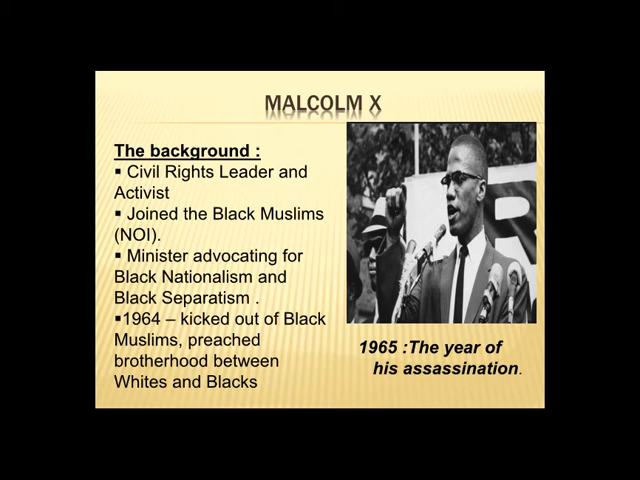 MALCOLM X
The background :
▪ Civil Rights Leader and
Activist
▪ Joined the Black Muslims
(NOI).
▪ Minister advocating for
Black Nationalism and
Black Separatism .
▪1964 – kicked out of Black
Muslims, preached
brotherhood between
Whites and Blacks
R
1965 :The year of
his assassination.